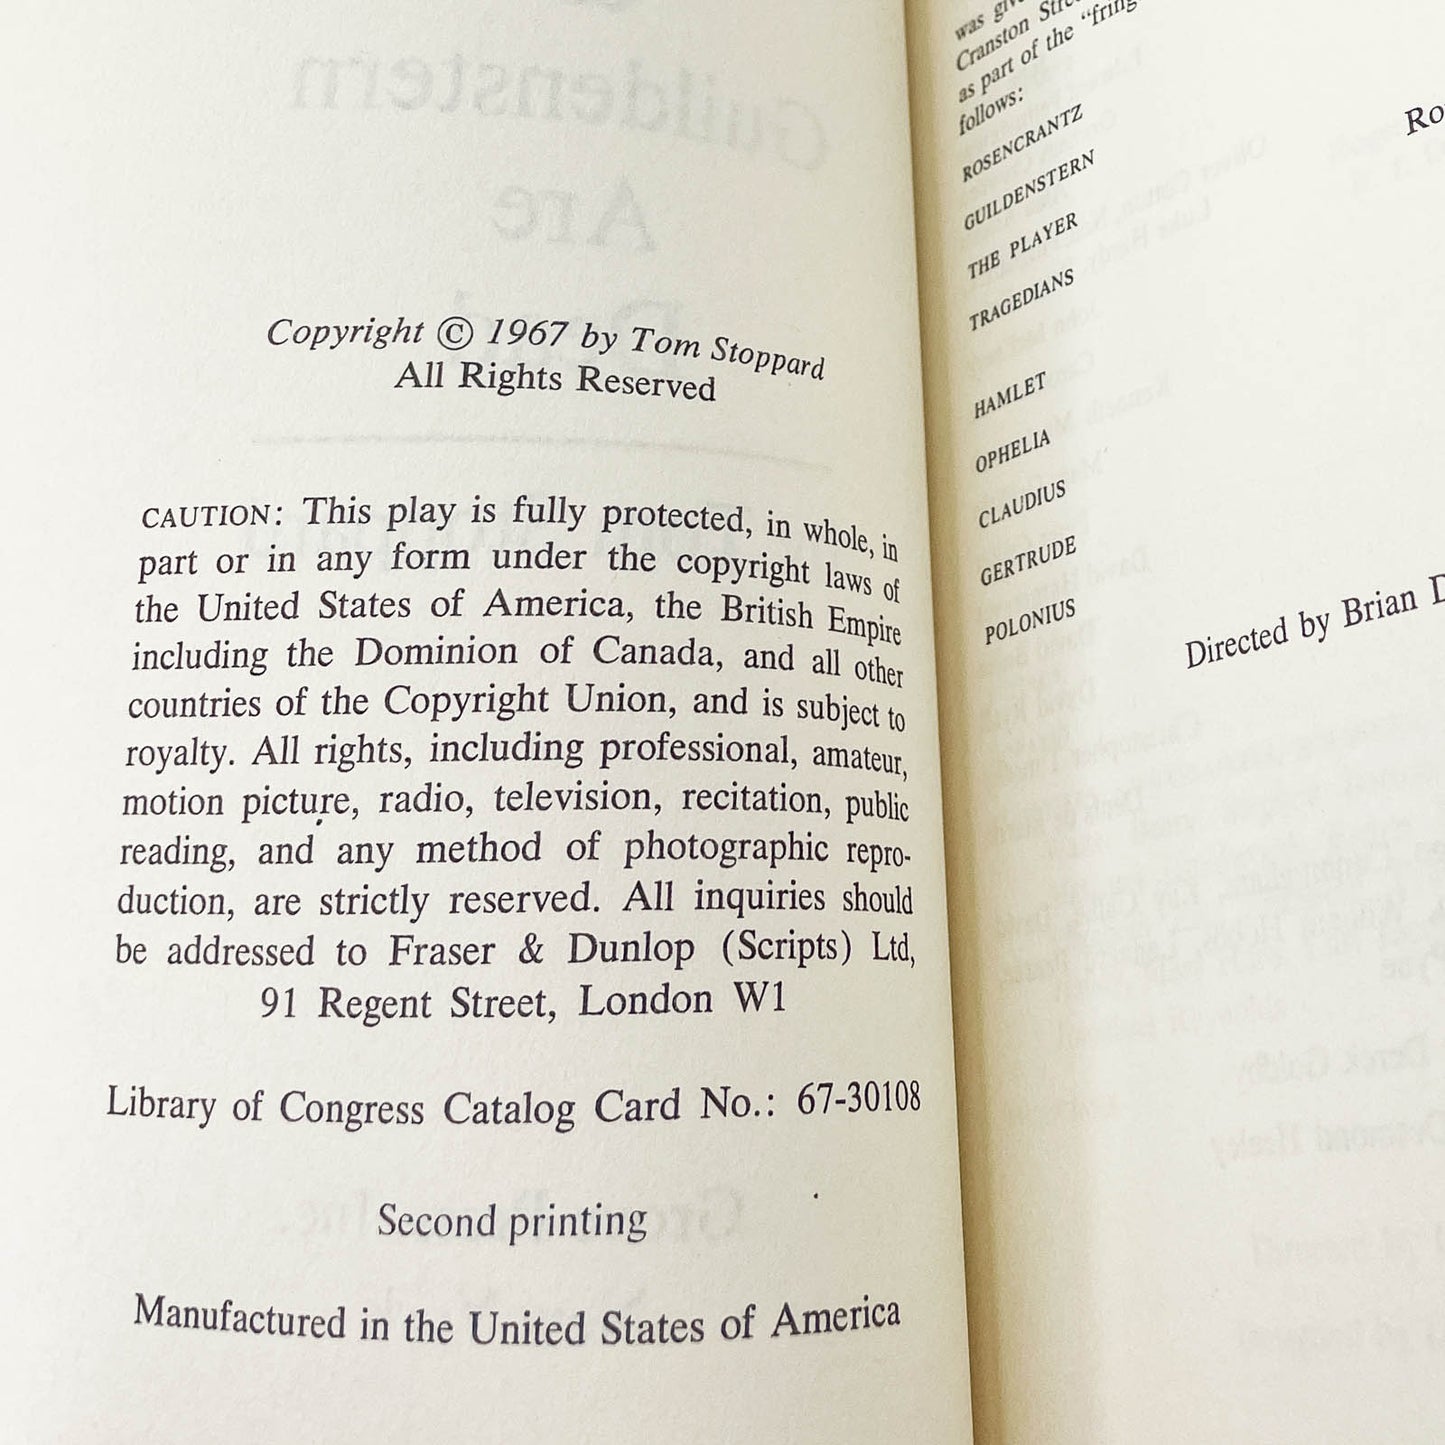 Copyright © 1967 by Tom Stoppard
All Rights Reserved
CAUTION: This play is fully protected, in whole, in
part or in any form under the copyright laws of
the United States of America, the British Empire
including the Dominion of Canada, and all other
countries of the Copyright Union, and is subject to
royalty. All rights, including professional, amateur,
motion picture, radio, television, recitation, public
reading, and any method of photographic repro-
duction, are strictly reserved. All inquiries should
be addressed to Fraser & Dunlop (Scripts) Ltd,
91 Regent Street, London W1
Library of Congress Catalog Card No.: 67-30108
Second printing
Manufactured in the United States of America
was
Cranston
as part of the "fring
follows:
ROSENCRANTZ
GUILDENSTERN
THE PLAYER
TRAGEDIANS
HAMLET
OPHELIA
CLAUDIUS
GERTRUDE
POLONIUS
Ro
Directed by Brian D